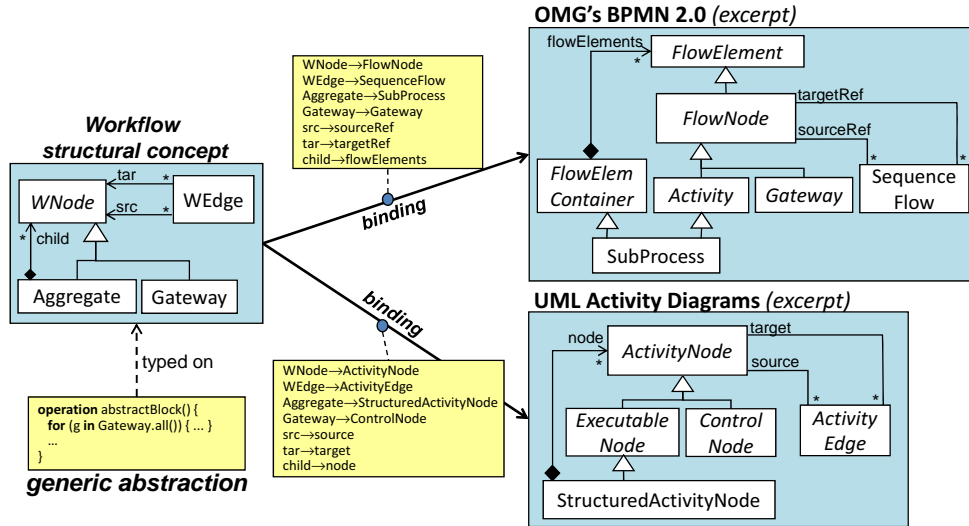 Workflow
structural concept
WNode
tar
*
src
*
WEdge
*
child
Aggregate
Gateway
typed on
operation abstractBlock() {
for (g in Gateway.all()) { ... }
...
}
generic abstraction
WNode→FlowNode
WEdge→SequenceFlow
Aggregate→SubProcess
Gateway→Gateway
src→sourceRef
tar→targetRef
child→flowElements
binding
binding
WNode→ActivityNode
WEdge→ActivityEdge
Aggregate→StructuredActivityNode
Gateway→ControlNode
src→source
tar→target
child→node
OMG's BPMN 2.0 (excerpt)
flowElements
*
FlowElement
FlowNode
targetRef
*
sourceRef
*
FlowElem
Container
Activity
Gateway
Sequence
Flow
SubProcess
UML Activity Diagrams (excerpt)
node
*
ActivityNode
target
*
source
*
Executable
Node
Control
Node
Activity
Edge
StructuredActivityNode